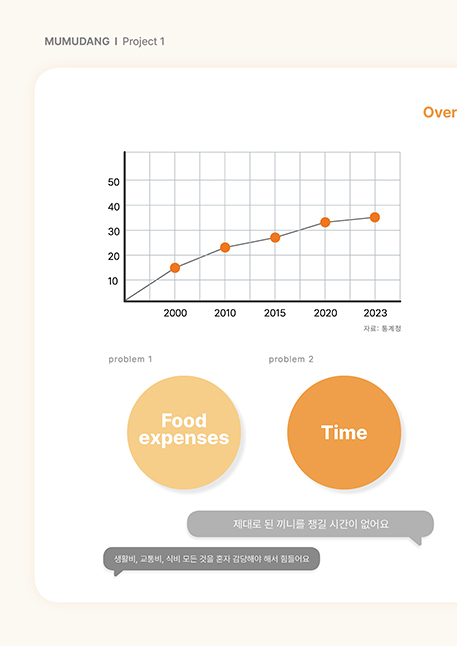 MUMUDANG I Project 1
Over
50
40
30
20
10
2000 2010 2015 2020 2023
자료: 통계청
problem 1 problem 2
Food
expenses
Time
제대로 된 끼니를 챙길 시간이 없어요
생활비, 교통비, 식비 모든 것을 혼자 감당해야 해서 힘들어요